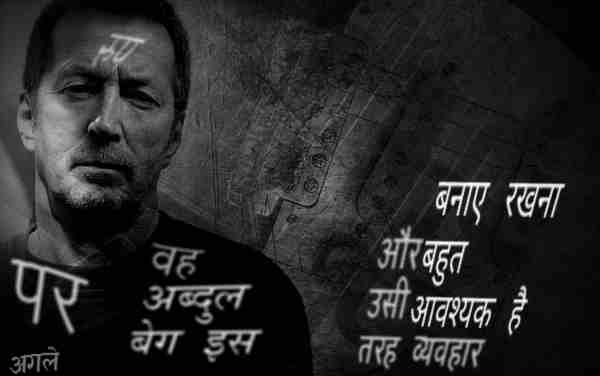 रुप
बनाए रखना
पर
वह
अब्दुल
बेग इस
और
उसी
तरह व्यवहार
बहुत
आवश्यक है
अगले